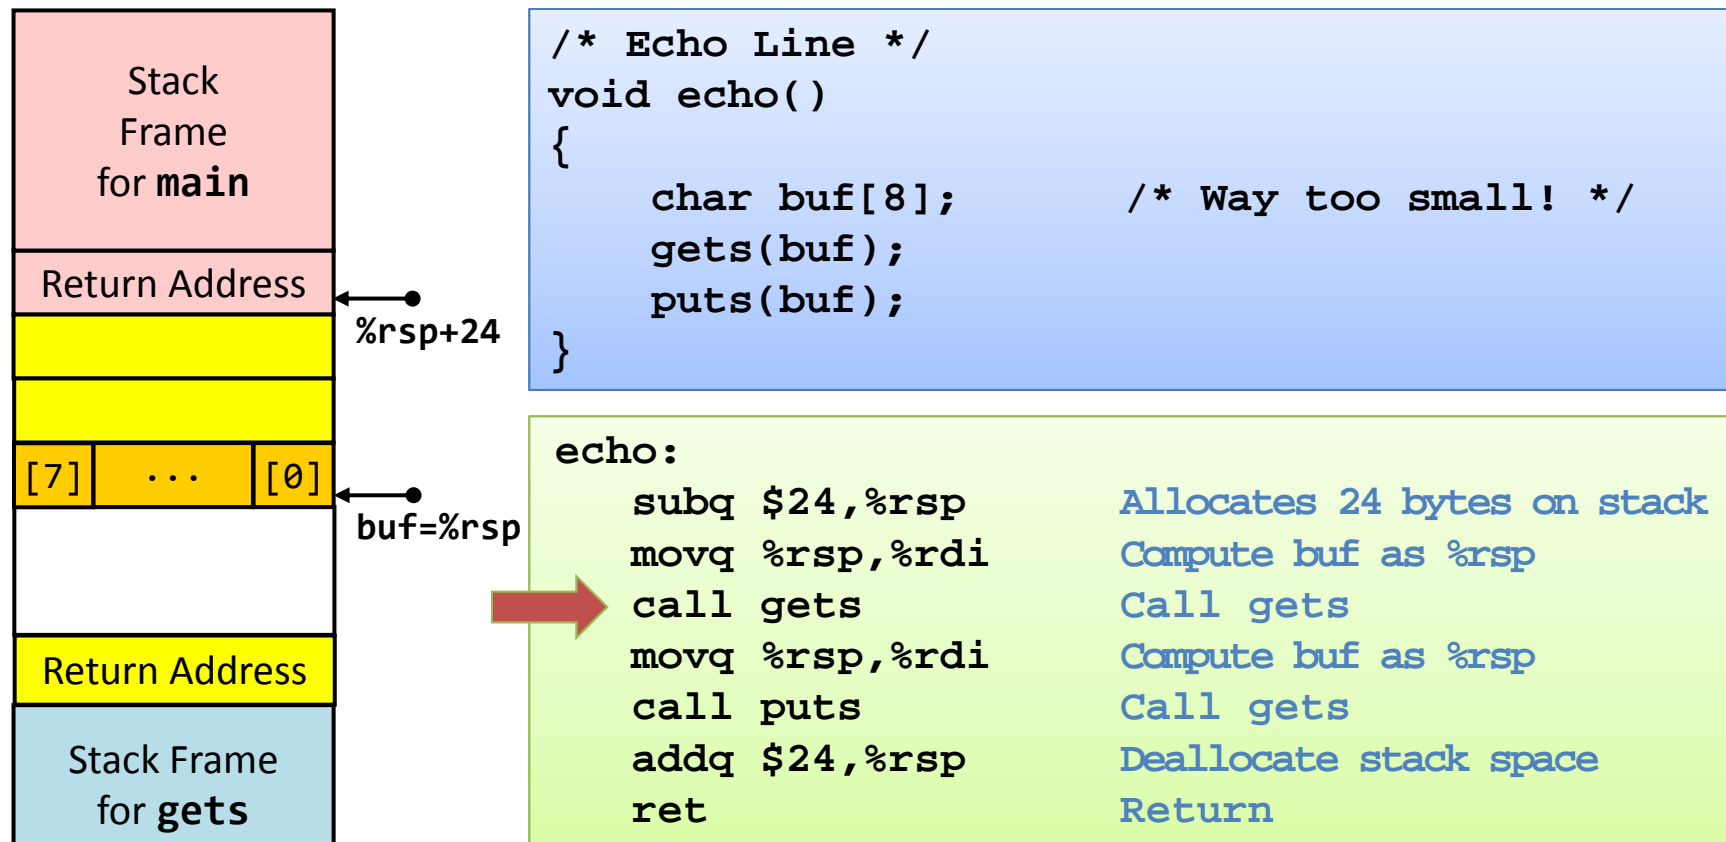 Stack
Frame
for main
Return Address
%rsp+24
[7] ... [0]
buf=%rsp
Return Address
Stack Frame
for gets
/* Echo Line */
void echo()
{
    char buf[8];    /* Way too small! */
    gets(buf);
    puts(buf);
}
echo:
subq $24,%rsp    Allocates 24 bytes on stack
movq %rsp,%rdi    Compute buf as %rsp
call gets    Call gets
movq %rsp,%rdi    Compute buf as %rsp
call puts    Call gets
addq $24,%rsp    Deallocate stack space
ret    Return